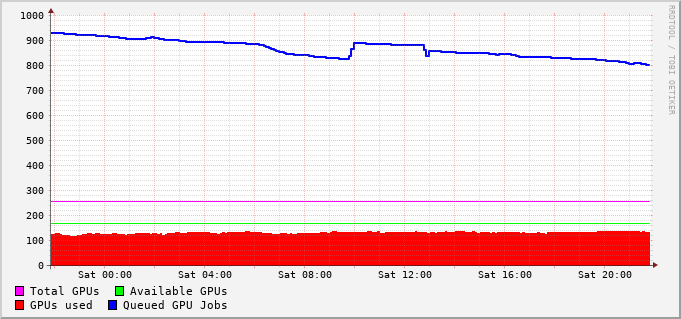 1000
900
800
700
600
500
400
300
200
100
0
Sat 00:00 Sat 04:00 Sat 08:00 Sat 12:00 Sat 16:00 Sat 20:00
Total GPUs Available GPUs
GPUs used Queued GPU Jobs
RRDTOOL / TOBI OETIKER